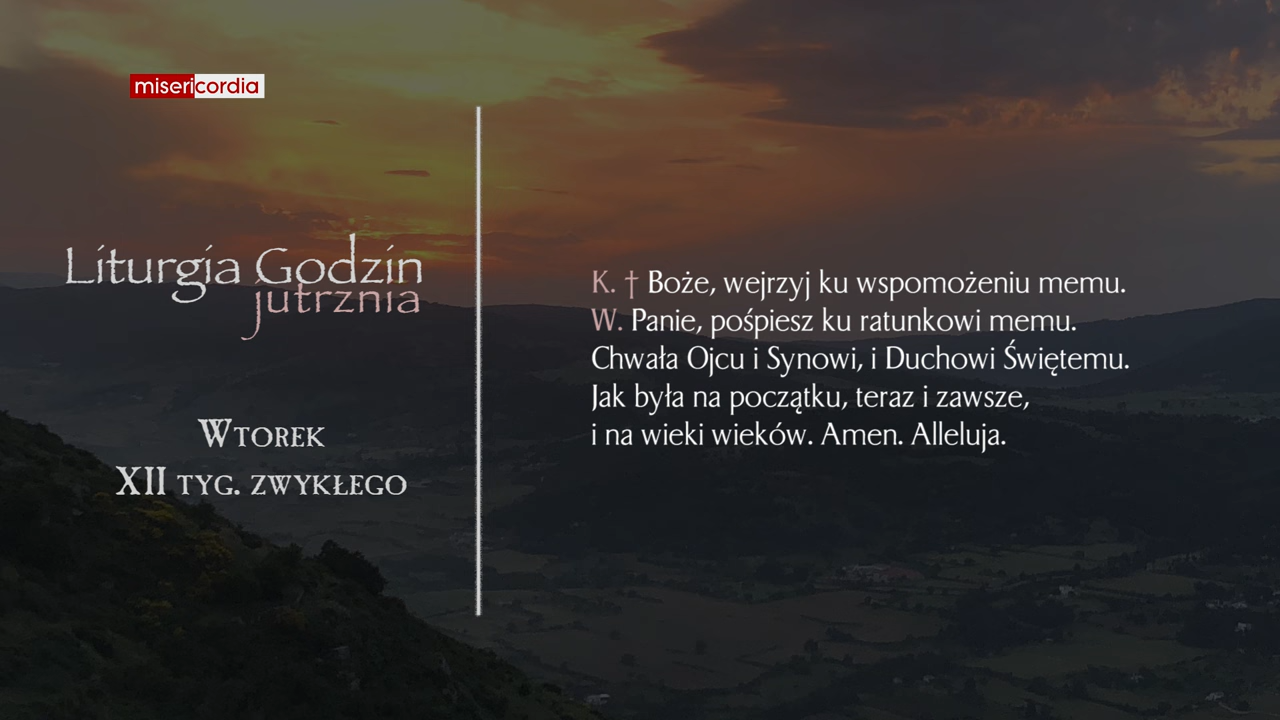 misericordia
Liturgia Godzin
jutrznia
Wtorek
XII tyg. zwykłego
K. † Boże, wejrzyj ku wspomożeniu memu.
W. Panie, pośpiesz ku ratunkowi memu.
Chwała Ojcu i Synowi, i Duchowi Świętemu.
Jak była na początku, teraz i zawsze,
i na wieki wieków. Amen. Alleluja.